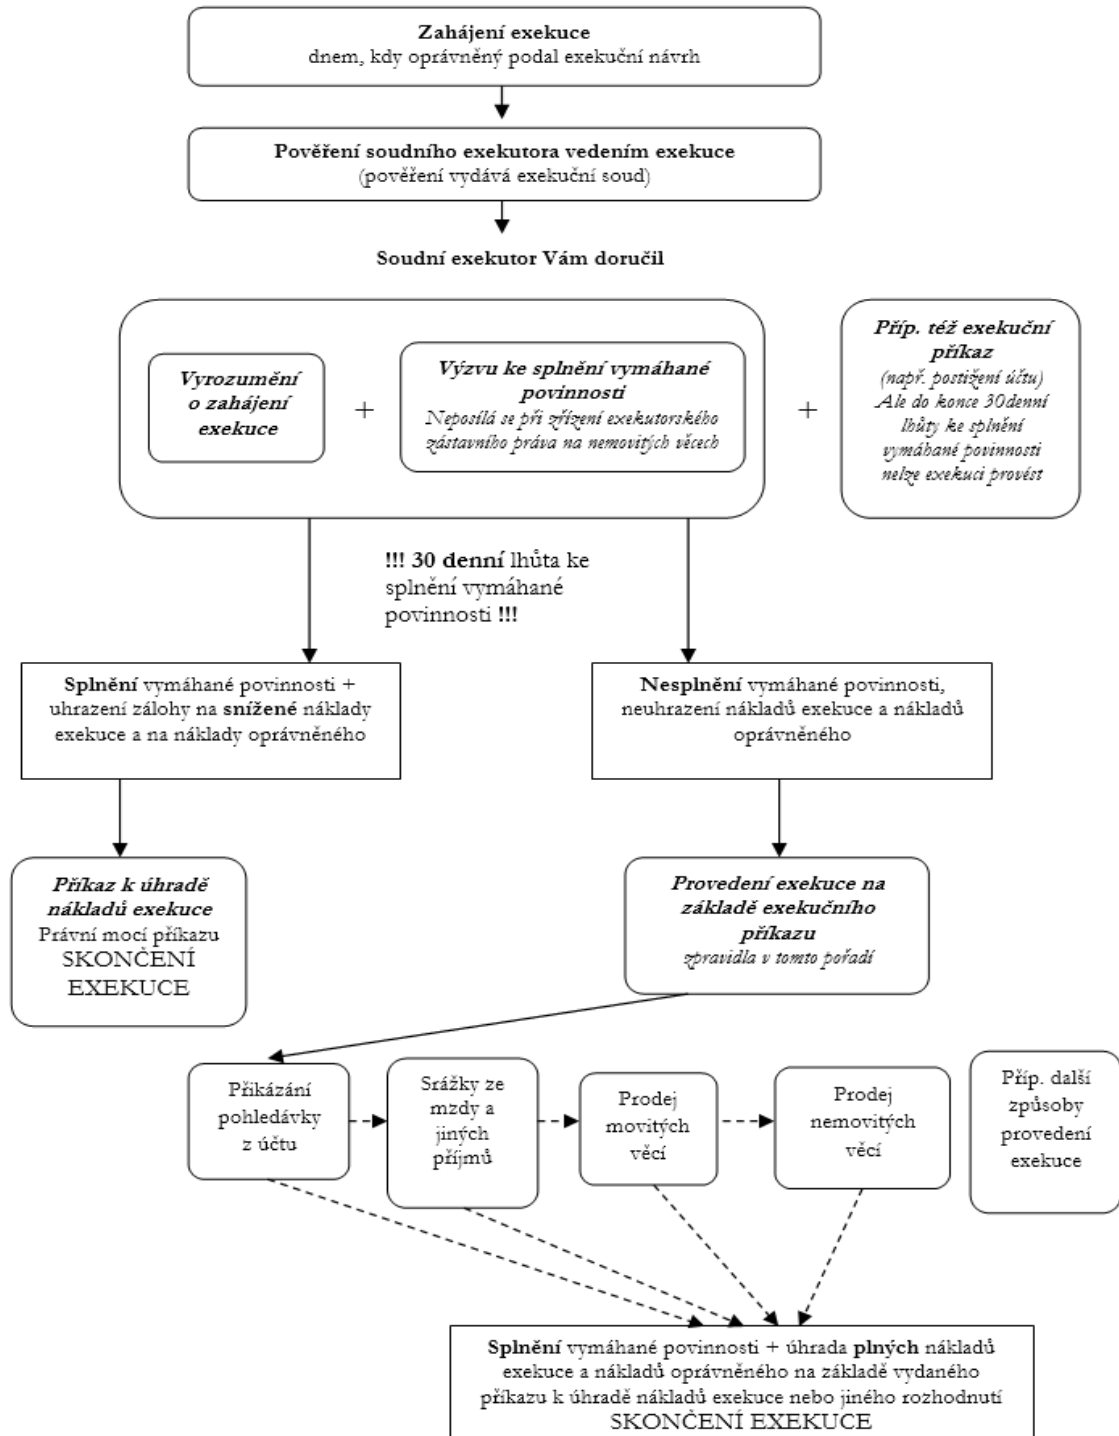 Zahájení exekuce
dnem, kdy oprávněný podal exekuční návrh
Pověření soudního exekutora vedením exekuce
(pověření vydává exekuční soud)
Soudní exekutor Vám doručil
Vyrozumění
o zahájení
exekuce
+
Výzvu ke splnění vymáhané
povinnosti
Neposílá se při zřízení exekutorského
zástavního práva na nemovitých věcech
+
Příp. též exekuční
příkaz
(např. postižení účtu)
Ale do konce 30denní
lhůty ke splnění
vymáhané povinnosti
nelze exekuci provést
!!! 30 denní lhůta ke
splnění vymáhané
povinnosti !!!
Splnění vymáhané povinnosti +
uhrazení zálohy na snížené náklady
exekuce a na náklady oprávněného
Nesplnění vymáhané povinnosti,
neuhrazení nákladů exekuce a nákladů
oprávněného
Příkaz k úhradě
nákladů exekuce
Právní mocí příkazu
SKONČENÍ
EXEKUCE
Provedení exekuce na
základě exekučního
příkazu
zpravidla v tomto pořadí
Přikázání
pohledávky
z účtu
Srážky ze
mzdy a
jiných
příjmů
Prodej
movitých
věcí
Prodej
nemovitých
věcí
Příp. další
způsoby
provedení
exekuce
Splnění vymáhané povinnosti + úhrada plných nákladů
exekuce a nákladů oprávněného na základě vydaného
příkazu k úhradě nákladů exekuce nebo jiného rozhodnutí
SKONČENÍ EXEKUCE